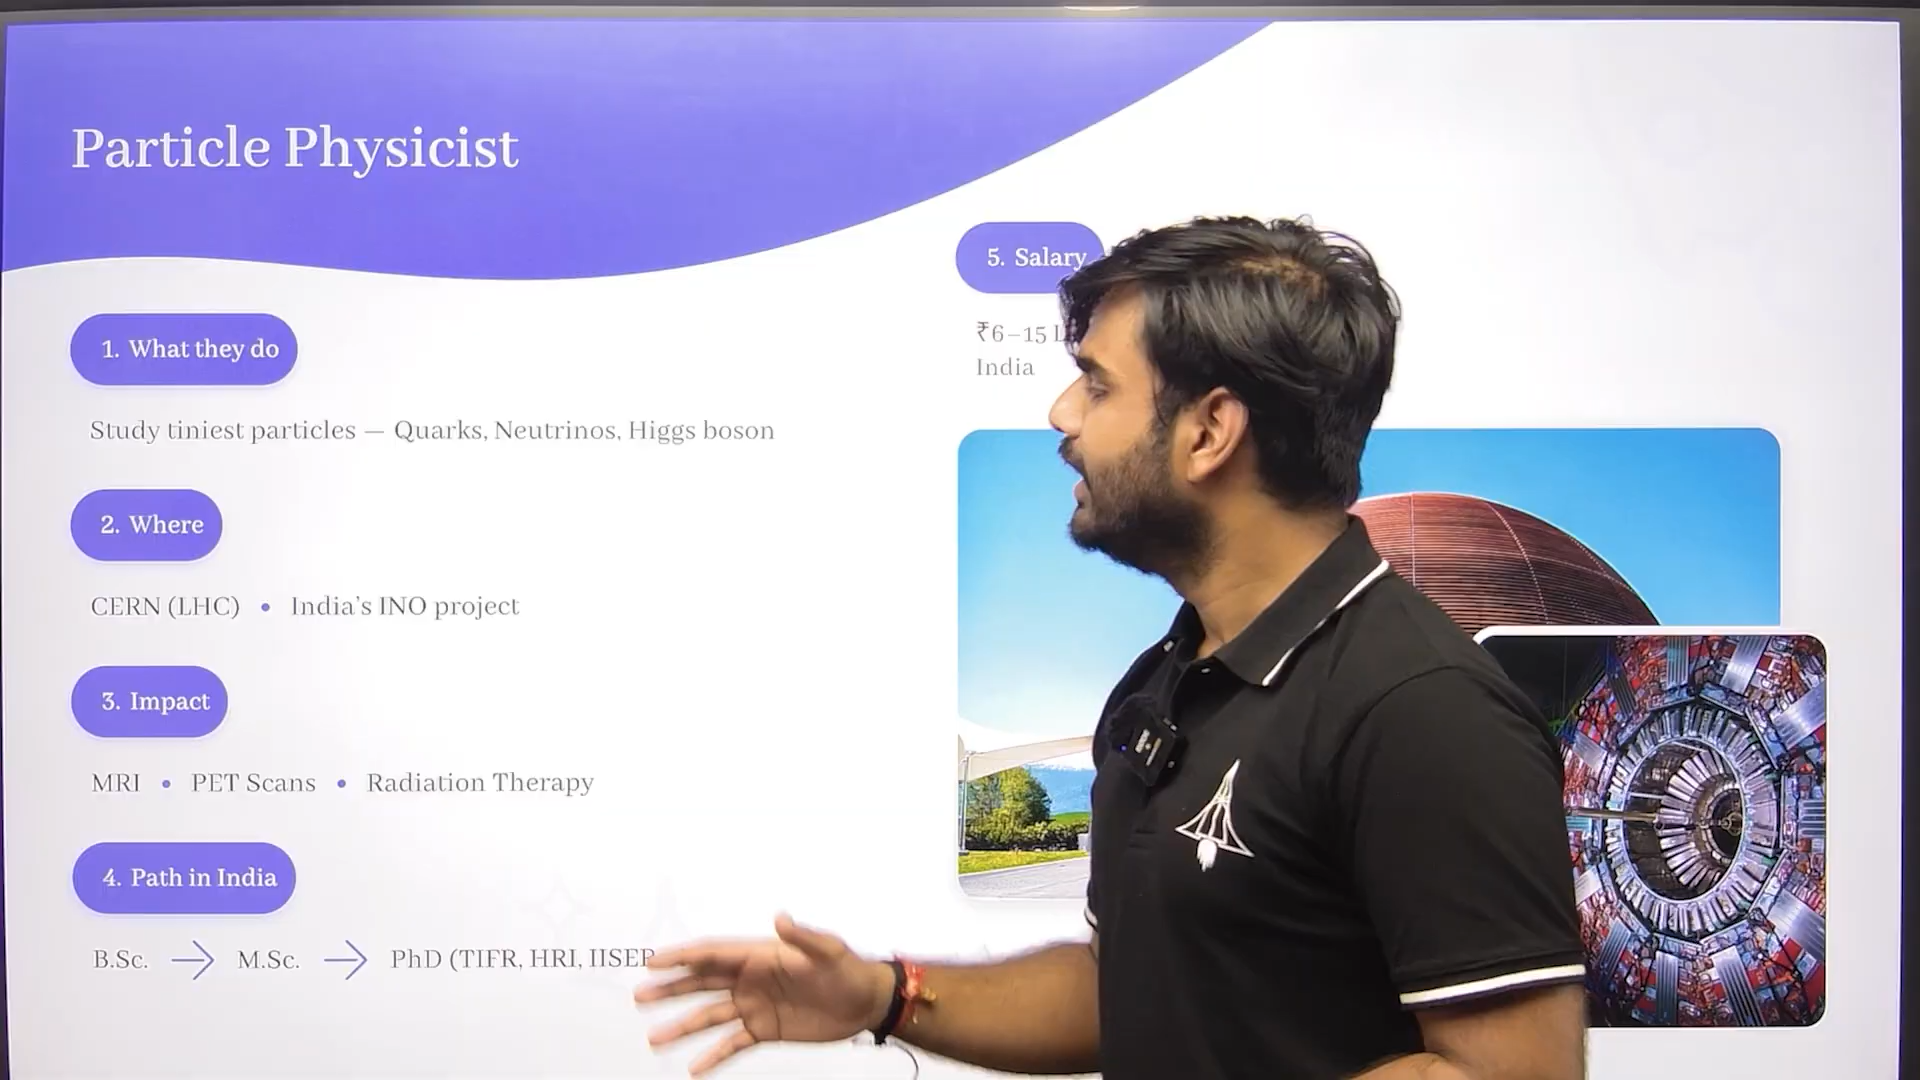 Particle Physicist
1. What they do
Study tiniest particles — Quarks, Neutrinos, Higgs boson
2. Where
CERN (LHC) • India's INO project
3. Impact
MRI • PET Scans • Radiation Therapy
4. Path in India
B.Sc. → M.Sc. → PhD (TIFR, HRI, IISER
5. Salary
₹6–15
India